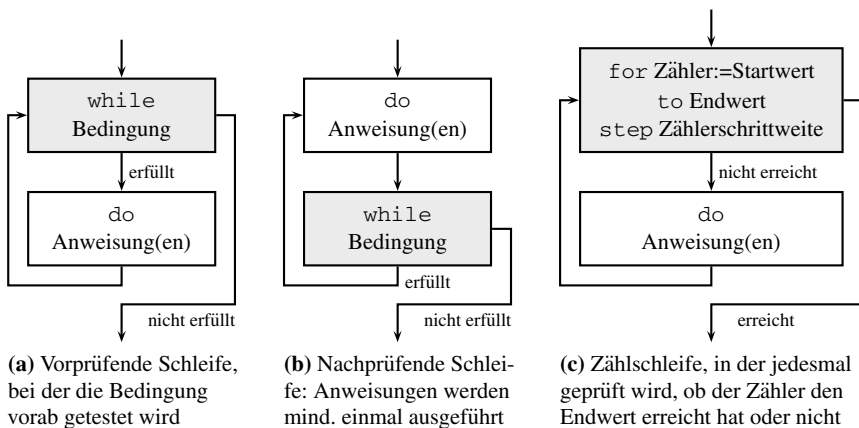 while
Bedingung
erfüllt
do
Anweisung(en)
nicht erfüllt
(a) Vorprüfende Schleife,
bei der die Bedingung
vorab getestet wird
do
Anweisung(en)
while
Bedingung
erfüllt
nicht erfüllt
(b) Nachprüfende Schlei-
fe: Anweisungen werden
mind. einmal ausgeführt
for Zähler:=Startwert
to Endwert
step Zählerschrittweite
nicht erreicht
do
Anweisung(en)
erreicht
(c) Zählschleife, in der jedesmal
geprüft wird, ob der Zähler den
Endwert erreicht hat oder nicht